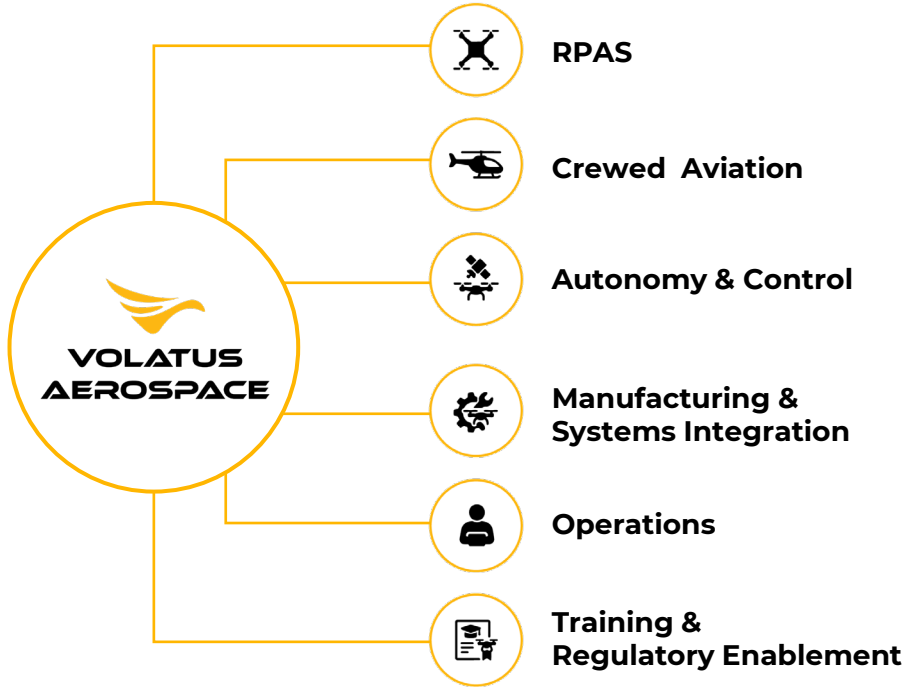 RPAS
Crewed Aviation
Autonomy & Control
VOLATUS
AEROSPACE
Manufacturing &
Systems Integration
Operations
Training &
Regulatory Enablement